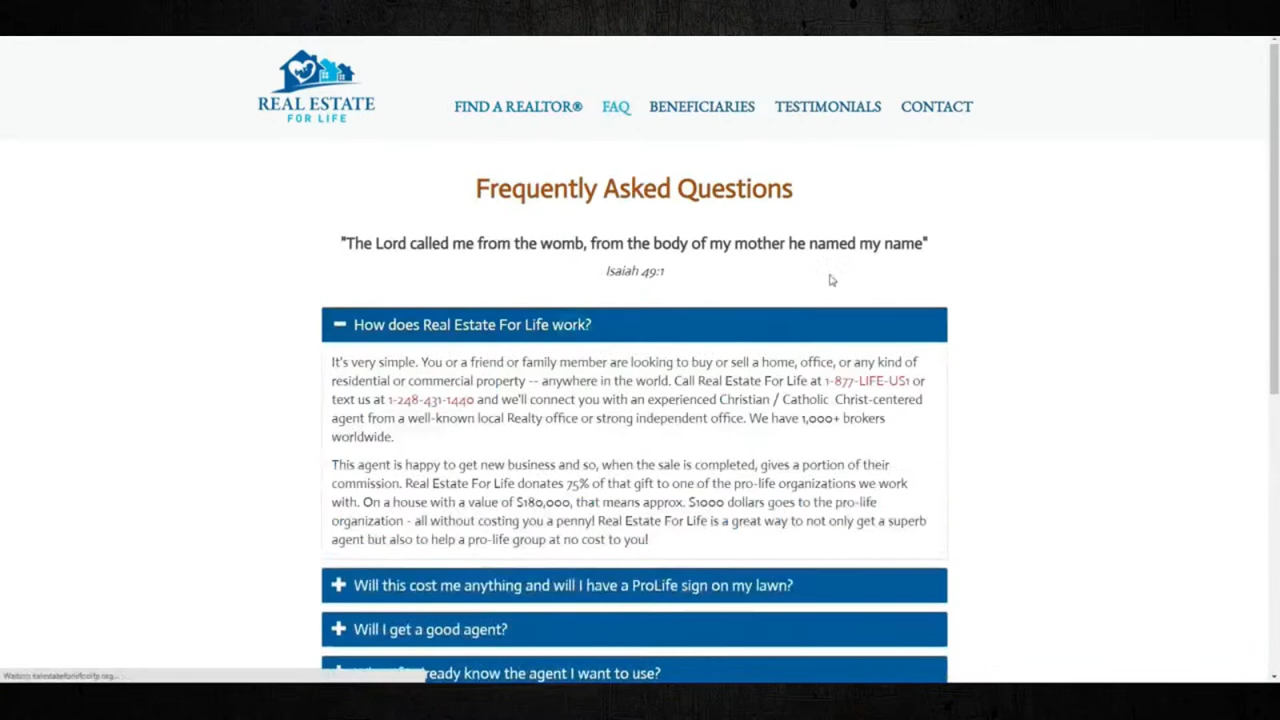 REAL ESTATE
FOR LIFE
FIND A REALTOR®
FAQ
BENEFICIARIES
TESTIMONIALS
CONTACT
Frequently Asked Questions
"The Lord called me from the womb, from the body of my mother he named my name"
Isaiah 49:1
How does Real Estate For Life work?
It's very simple. You or a friend or family member are looking to buy or sell a home, office, or any kind of
residential or commercial property -- anywhere in the world. Call Real Estate For Life at 1-877-LIFE-US1 or
text us at 1-248-431-1440 and we'll connect you with an experienced Christian / Catholic Christ-centered
agent from a well-known local Realty office or strong independent office. We have 1,000+ brokers
worldwide.
This agent is happy to get new business and so, when the sale is completed, gives a portion of their
commission. Real Estate For Life donates 75% of that gift to one of the pro-life organizations we work
with. On a house with a value of $180,000, that means approx. $1000 dollars goes to the pro-life
organization - all without costing you a penny! Real Estate For Life is a great way to not only get a superb
agent but also to help a pro-life group at no cost to you!
Will this cost me anything and will I have a ProLife sign on my lawn?
Will I get a good agent?
know the agent I want to use?